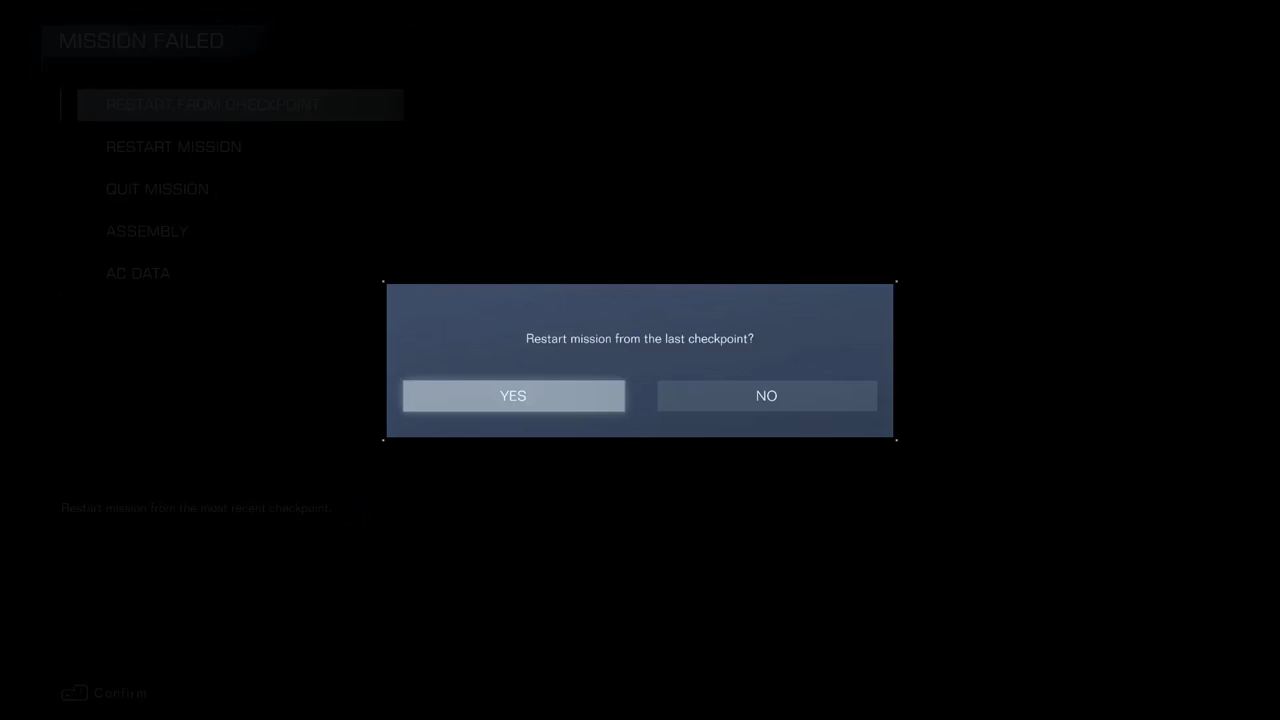 MISSION FAILED
RESTART FROM CHECKPOINT
RESTART MISSION
QUIT MISSION
ASSEMBLY
AC DATA
Restart mission from the last checkpoint?
YES NO
Restart mission from the most recent checkpoint.
Confirm